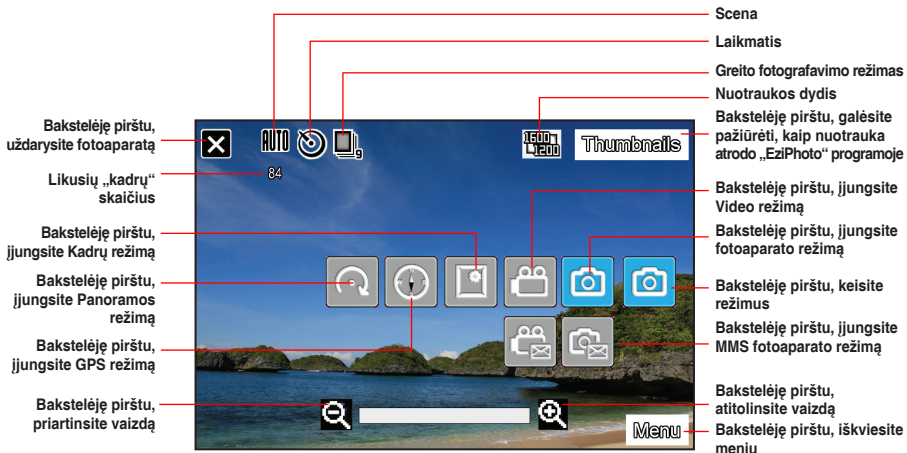 Scena
Laikmatis
Greito fotografavimo režimas
Nuotraukos dydis
Bakstelėję pirštu, galėsite
pažiūrėti, kaip nuotrauka
atrodo „EziPhoto“ programoje
Bakstelėję pirštu, įjungsite
Video režimą
Bakstelėję pirštu, įjungsite
fotoaparato režimą
Bakstelėję pirštu, keisite
režimus
Bakstelėję pirštu, įjungsite
MMS fotoaparato režimą
Bakstelėję pirštu,
atitolinsite vaizdą
Bakstelėję pirštu, iškviesite
meniu
Bakstelėję pirštu,
uždarysite fotoaparatą
Likusių „kadrų“
skaičius
Bakstelėję pirštu,
įjungsite Kadrų režimą
Bakstelėję pirštu,
įjungsite Panoramos
režimą
Bakstelėję pirštu,
įjungsite GPS režimą
Bakstelėję pirštu,
priartinsite vaizdą
AUTO
9
1600
1200
Thumbnails
84
Menu